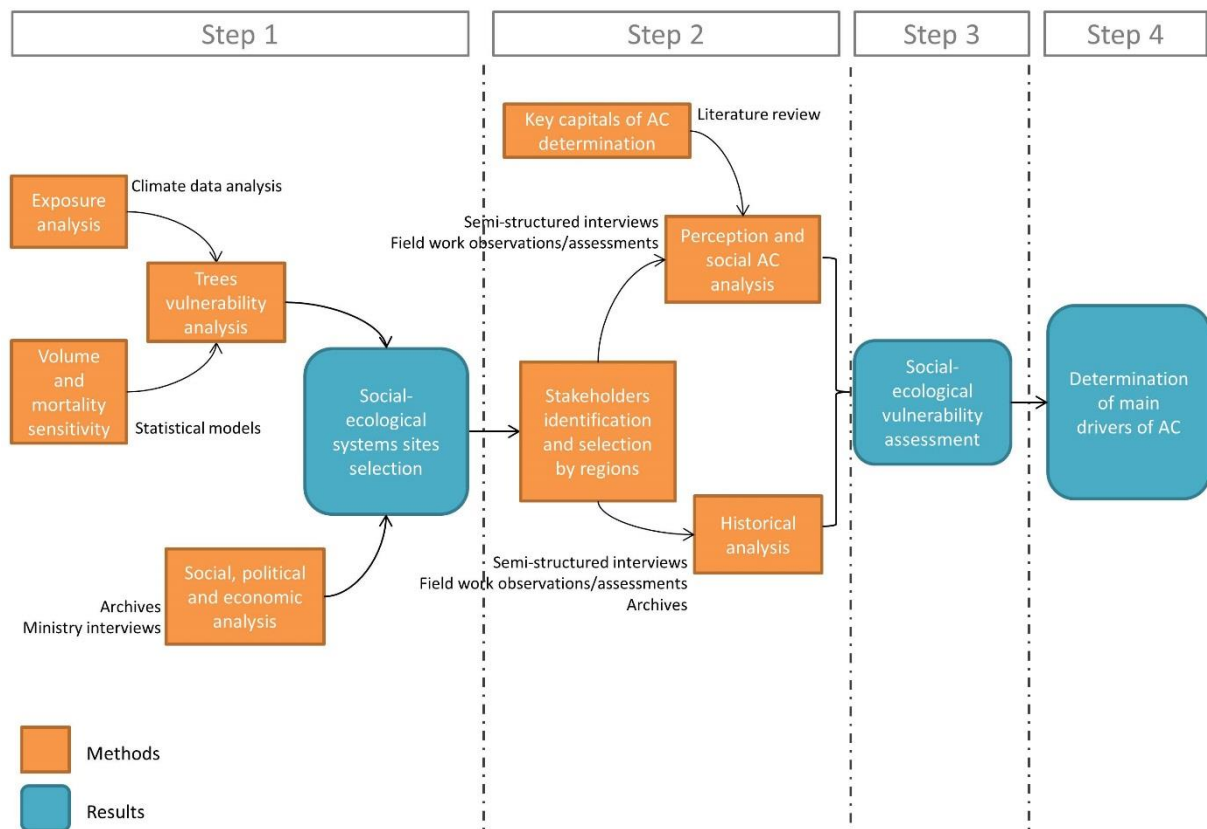 Step 1
Step 2
Step 3
Step 4
Exposure
analysis
Climate data analysis
Trees
vulnerability
analysis
Volume
and
mortality
sensitivity
Statistical models
Social-
ecological
systems sites
selection
Social, political
and economic
analysis
Archives
Ministry interviews
Key capitals of AC
determination
Literature review
Semi-structured interviews
Field work observations/assessments
Perception and
social AC
analysis
Stakeholders
identification
and selection
by regions
Historical
analysis
Semi-structured interviews
Field work observations/assessments
Archives
Social-
ecological
vulnerability
assessment
Determination
of main
drivers of AC
Methods
Results